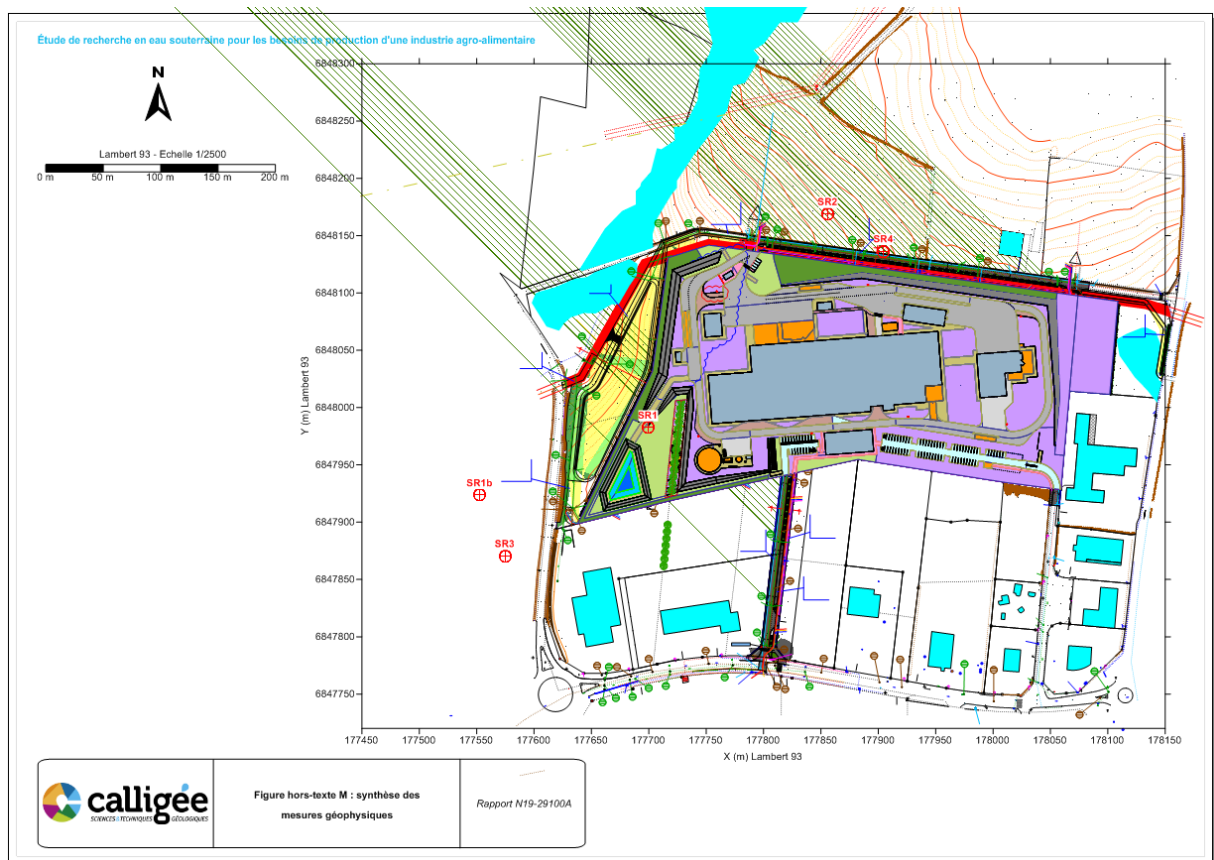 Étude de recherche en eau souterraine pour les besoins de production d'une industrie agro-alimentaire
N
Lambert 93 - Echelle 1/2500
0 m 50 m 100 m 150 m 200 m
6848300
6848250
6848200
6848150
6848100
6848050
6848000
6847950
6847900
6847850
6847800
6847750
Y (m) Lambert 93
SR2
SR4
SR1
SR1b
SR3
177450 177500 177550 177600 177650 177700 177750 177800 177850 177900 177950 178000 178050 178100 178150
X (m) Lambert 93
calligée
SCIENCES & TECHNIQUES GÉOLOGIQUES
Figure hors-texte M : synthèse des
mesures géophysiques
Rapport N19-29100A